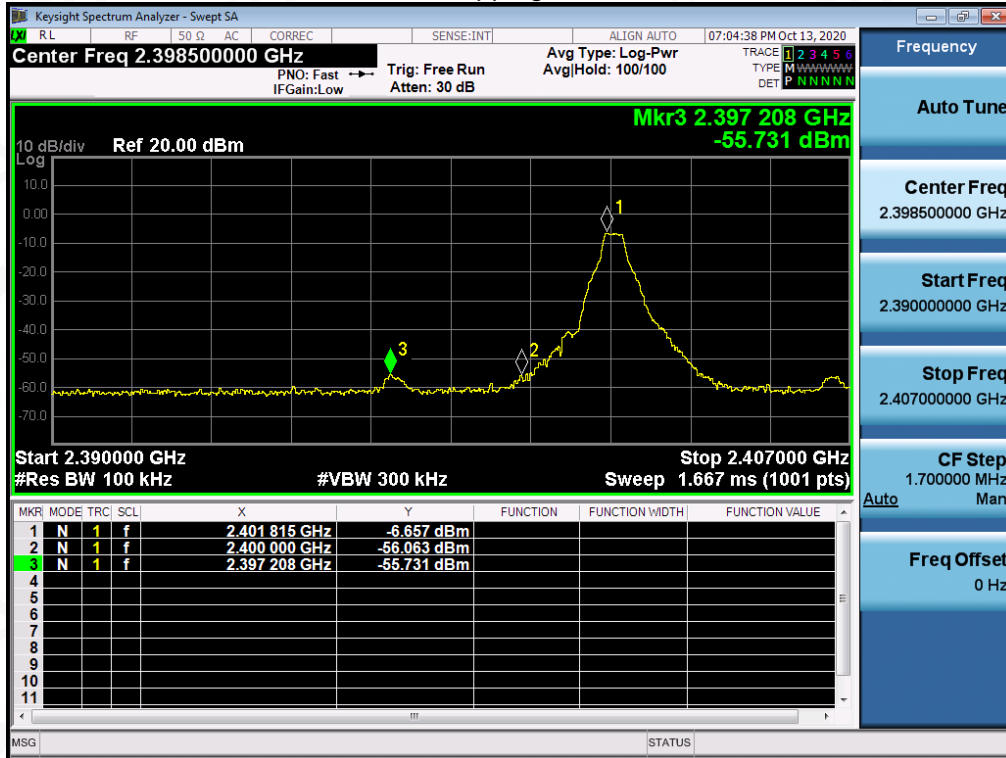 Keysight Spectrum Analyzer - Swept SA
LXI RL RF 50 Ω AC CORREC SENSE:INT ALIGN AUTO 07:04:38 PM Oct 13, 2020
Center Freq 2.398500000 GHz
PNO: Fast
IFGain:Low
Trig: Free Run
Atten: 30 dB
Avg Type: Log-Pwr
Avg|Hold: 100/100
TRACE 1 2 3 4 5 6
TYPE M W W W W W
DET P N N N N N
Mkr3 2.397 208 GHz
-55.731 dBm
10 dB/div Ref 20.00 dBm
Log
10.0
0.00
-10.0
-20.0
-30.0
-40.0
-50.0
-60.0
-70.0
1
2
3
Start 2.390000 GHz Stop 2.407000 GHz
#Res BW 100 kHz #VBW 300 kHz Sweep 1.667 ms (1001 pts)
MKR MODE TRC SCL X Y FUNCTION FUNCTION WIDTH FUNCTION VALUE
1 N 1 f 2.401 815 GHz -6.657 dBm
2 N 1 f 2.400 000 GHz -56.063 dBm
3 N 1 f 2.397 208 GHz -55.731 dBm
4
5
6
7
8
9
10
11
MSG STATUS
Frequency
Auto Tune
Center Freq
2.398500000 GHz
Start Freq
2.390000000 GHz
Stop Freq
2.407000000 GHz
CF Step
1.700000 MHz
Auto Man
Freq Offset
0 Hz